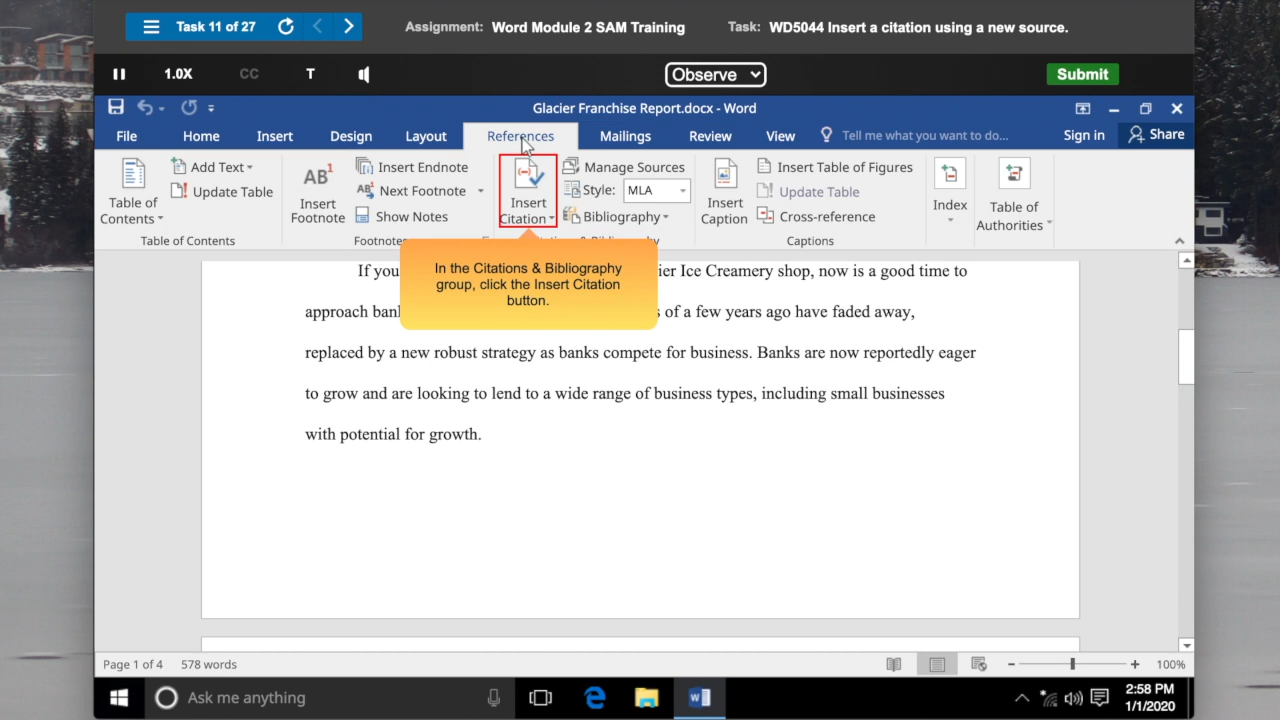 Task 11 of 27
Assignment: Word Module 2 SAM Training
Task: WD5044 Insert a citation using a new source.
1.0X
CC
T
Observe
Submit
Glacier Franchise Report.docx - Word
File
Home
Insert
Design
Layout
References
Mailings
Review
View
Tell me what you want to do...
Sign in
Share
Table of
Contents
Add Text
Update Table
Table of Contents
AB1
Insert
Footnote
Insert Endnote
AB1 Next Footnote
Show Notes
Footnotes
Insert
Citation
Manage Sources
Style: MLA
Bibliography
Insert
Caption
Insert Table of Figures
Update Table
Cross-reference
Captions
Index
Table of
Authorities
In the Citations & Bibliography
group, click the Insert Citation
button.
If you
Ice Creamery shop, now is a good time to
approach
of a few years ago have faded away,
replaced by a new robust strategy as banks compete for business. Banks are now reportedly eager
to grow and are looking to lend to a wide range of business types, including small businesses
with potential for growth.
Page 1 of 4
578 words
100%
Ask me anything
2:58 PM
1/1/2020